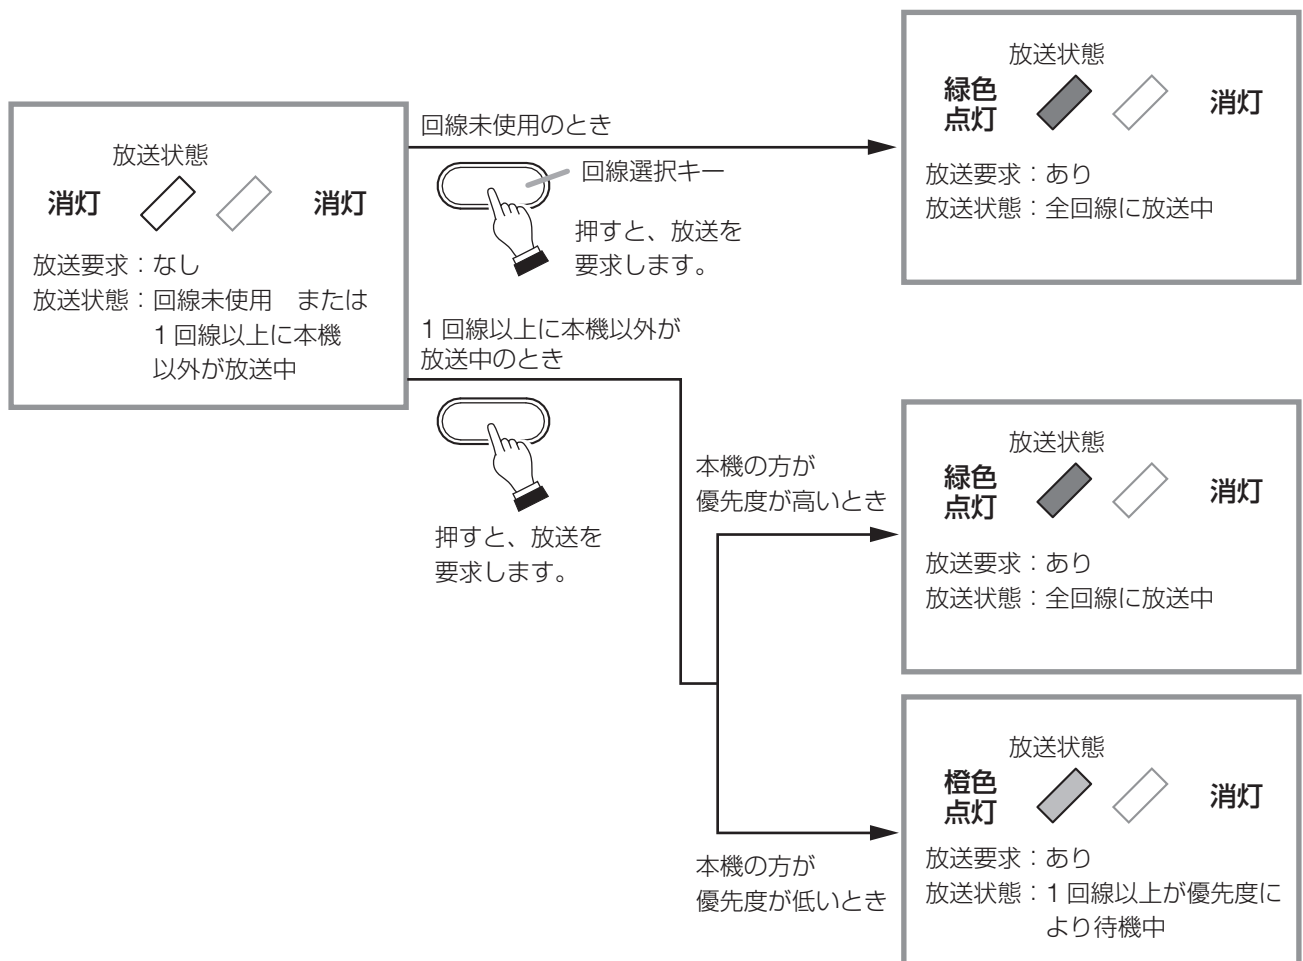 放送状態
消灯
消灯
放送要求：なし
放送状態：回線未使用　または
1 回線以上に本機
以外が放送中
回線未使用のとき
回線選択キー
押すと、放送を
要求します。
放送状態
緑色
点灯
消灯
放送要求：あり
放送状態：全回線に放送中
1 回線以上に本機以外が
放送中のとき
押すと、放送を
要求します。
本機の方が
優先度が高いとき
放送状態
緑色
点灯
消灯
放送要求：あり
放送状態：全回線に放送中
本機の方が
優先度が低いとき
放送状態
橙色
点灯
消灯
放送要求：あり
放送状態：1 回線以上が優先度に
より待機中